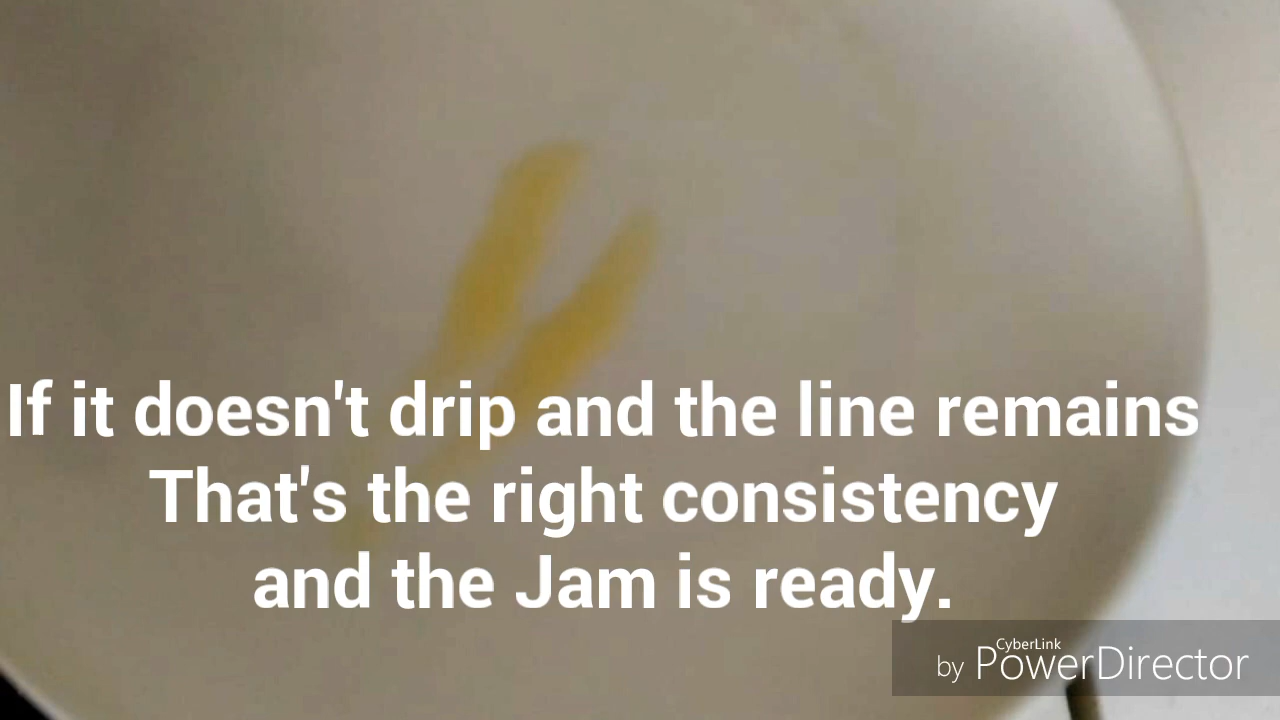 If it doesn't drip and the line remains
That's the right consistency
and the Jam is ready.
CyberLink
by PowerDirector